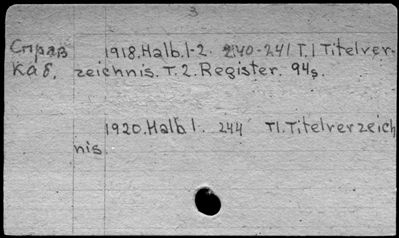 3
Справ 1918.Halb.1-2. 240-241 T.1 Titelver-
Каб. zeichnis. T.2. Register. 94s.
1920.Halb 1. 244 T1.Titelverzeich
nis.